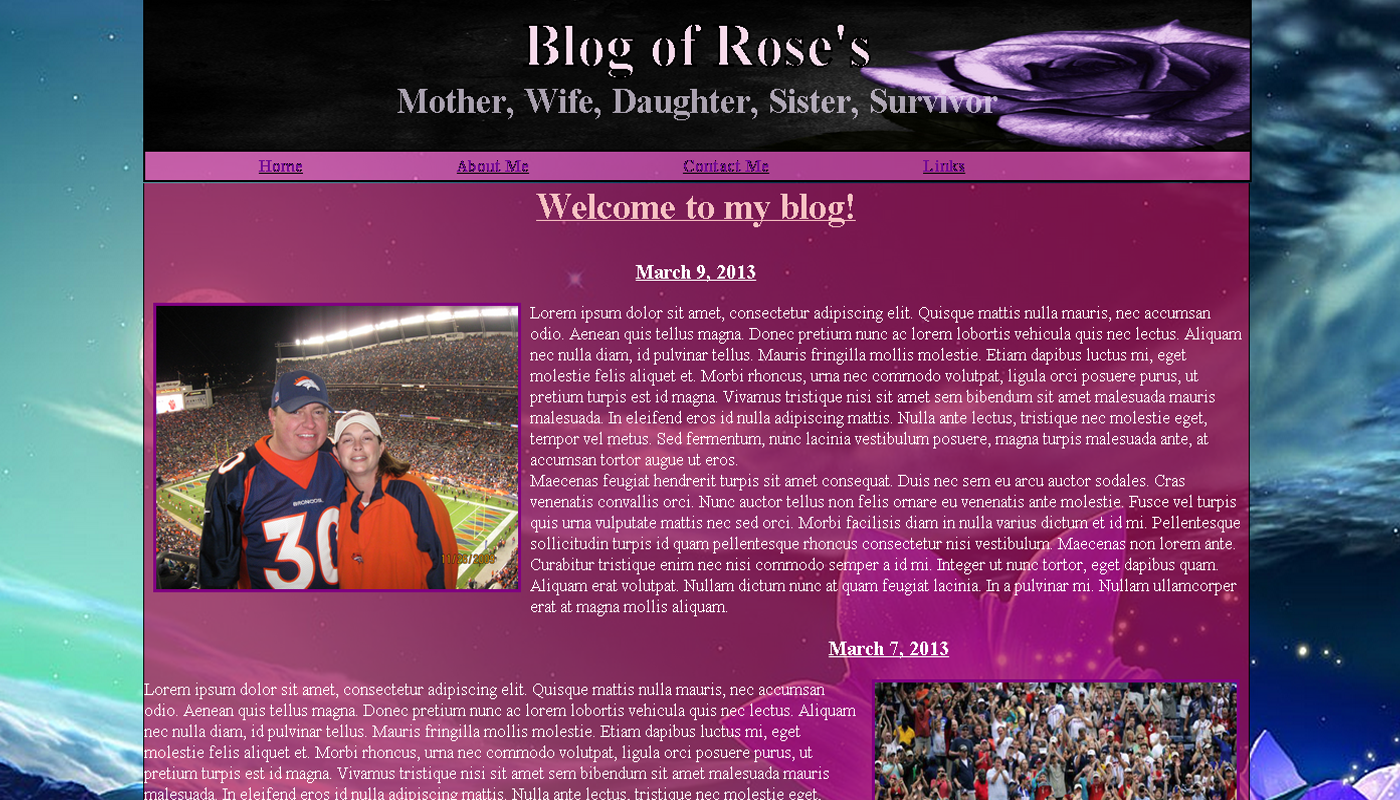 Blog of Rose's
Mother, Wife, Daughter, Sister, Survivor
Home About Me Contact Me Links
Welcome to my blog!
March 9, 2013
Lorem ipsum dolor sit amet, consectetur adipiscing elit. Quisque mattis nulla mauris, nec accumsan
odio. Aenean quis tellus magna. Donec pretium nunc ac lorem lobortis vehicula quis nec lectus. Aliquam
nec nulla diam, id pulvinar tellus. Mauris fringilla mollis molestie. Etiam dapibus luctus mi, eget
molestie felis aliquet et. Morbi rhoncus, urna nec commodo volutpat, ligula orci posuere purus, ut
pretium turpis est id magna. Vivamus tristique nisi sit amet sem bibendum sit amet malesuada mauris
malesuada. In eleifend eros id nulla adipiscing mattis. Nulla ante lectus, tristique nec molestie eget,
tempor vel metus. Sed fermentum, nunc lacinia vestibulum posuere, magna turpis malesuada ante, at
accumsan tortor augue ut eros.
Maecenas feugiat hendrerit turpis sit amet consequat. Duis nec sem eu arcu auctor sodales. Cras
venenatis convallis orci. Nunc auctor tellus non felis ornare eu venenatis ante molestie. Fusce vel turpis
quis urna vulputate mattis nec sed orci. Morbi facilisis diam in nulla varius dictum et id mi. Pellentesque
sollicitudin turpis id quam pellentesque rhoncus consectetur nisi vestibulum. Maecenas non lorem ante.
Curabitur tristique enim nec nisi commodo semper a id mi. Integer ut nunc tortor, eget dapibus quam.
Aliquam erat volutpat. Nullam dictum nunc at quam feugiat lacinia. In a pulvinar mi. Nullam ullamcorper
erat at magna mollis aliquam.
BRONCOS
30
March 7, 2013
Lorem ipsum dolor sit amet, consectetur adipiscing elit. Quisque mattis nulla mauris, nec accumsan
odio. Aenean quis tellus magna. Donec pretium nunc ac lorem lobortis vehicula quis nec lectus. Aliquam
nec nulla diam, id pulvinar tellus. Mauris fringilla mollis molestie. Etiam dapibus luctus mi, eget
molestie felis aliquet et. Morbi rhoncus, urna nec commodo volutpat, ligula orci posuere purus, ut
pretium turpis est id magna. Vivamus tristique nisi sit amet sem bibendum sit amet malesuada mauris
malesuada. In eleifend eros id nulla adipiscing mattis. Nulla ante lectus, tristique nec molestie eget,